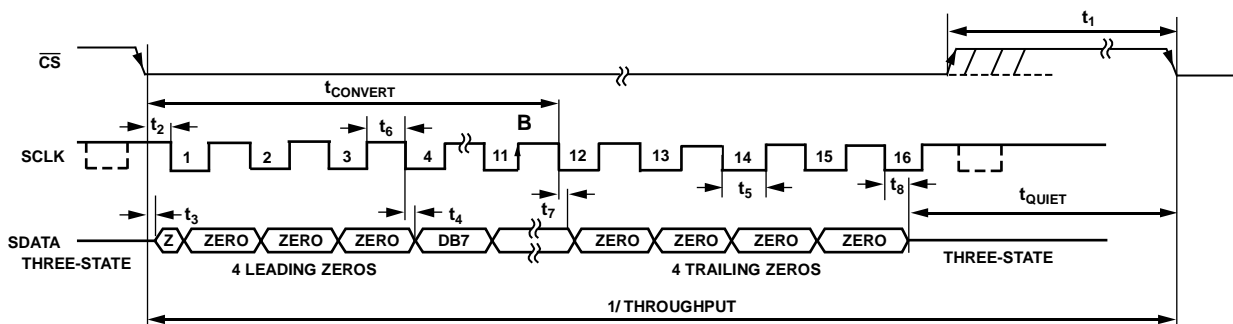 t1
CS
tCONVERT
t2
t6
B
SCLK
1 2 3 4 11 12 13 14 15 16
t3
t4
t7
t5
t8
tQUIET
SDATA
Z ZERO ZERO ZERO DB7 ZERO ZERO ZERO ZERO
THREE-STATE
4 LEADING ZEROS
4 TRAILING ZEROS
THREE-STATE
1/ THROUGHPUT